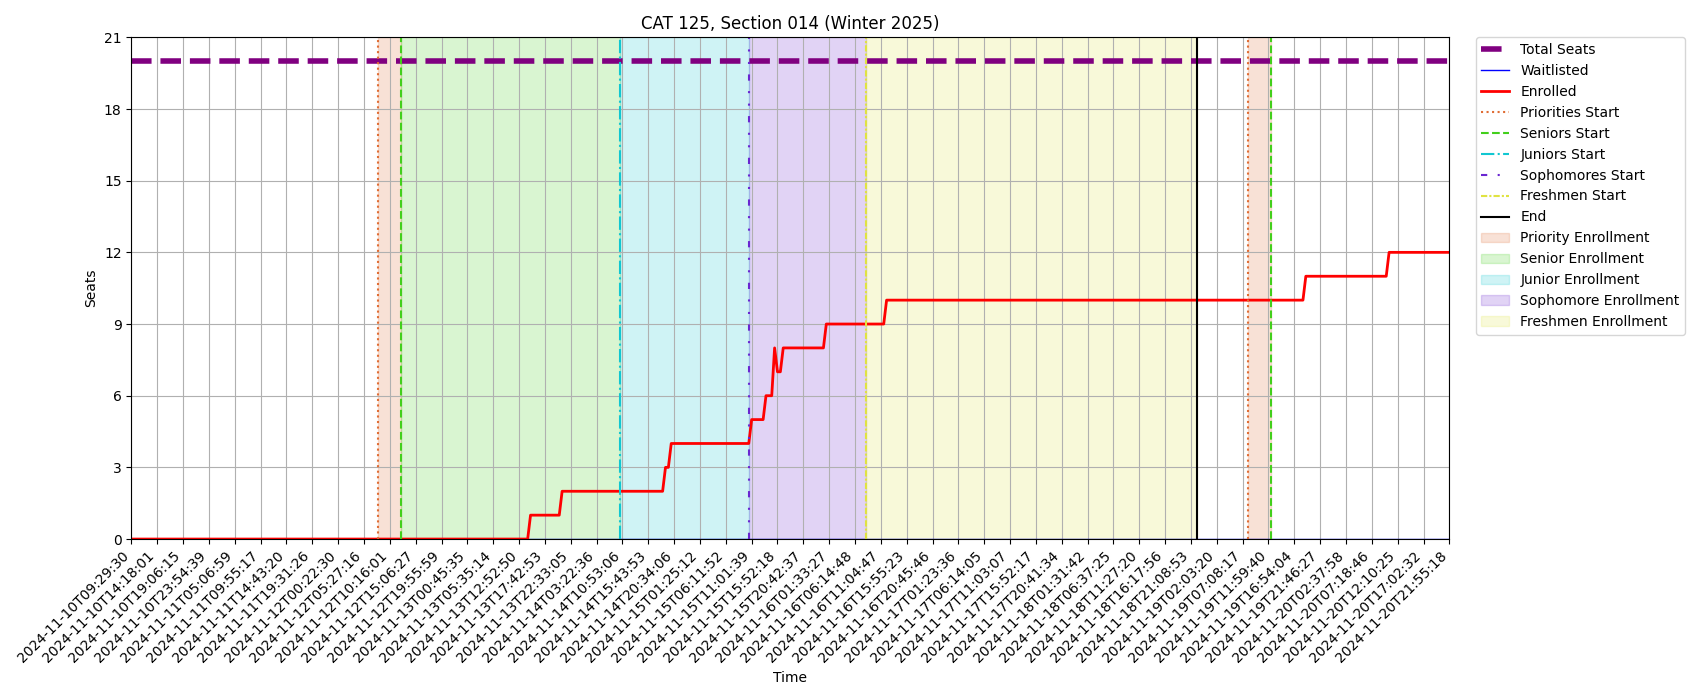 CAT 125, Section 014 (Winter 2025)
21
18
15
12
9
6
3
0
Seats
2024-11-10T09:29:30
2024-11-10T14:18:01
2024-11-10T19:06:15
2024-11-10T23:54:39
2024-11-11T05:06:59
2024-11-11T09:55:17
2024-11-11T14:43:20
2024-11-11T19:31:26
2024-11-12T00:22:30
2024-11-12T05:27:16
2024-11-12T10:16:01
2024-11-12T15:06:27
2024-11-12T19:55:59
2024-11-13T00:45:35
2024-11-13T05:35:14
2024-11-13T12:52:50
2024-11-13T17:42:53
2024-11-13T22:33:05
2024-11-14T03:22:36
2024-11-14T10:53:06
2024-11-14T15:43:53
2024-11-14T20:34:06
2024-11-15T01:25:12
2024-11-15T06:11:52
2024-11-15T11:01:39
2024-11-15T15:52:18
2024-11-15T20:42:37
2024-11-16T01:33:27
2024-11-16T06:14:48
2024-11-16T11:04:47
2024-11-16T15:55:23
2024-11-16T20:45:46
2024-11-17T01:23:36
2024-11-17T06:14:05
2024-11-17T11:03:07
2024-11-17T15:52:17
2024-11-17T20:41:34
2024-11-18T01:31:42
2024-11-18T06:37:25
2024-11-18T11:27:20
2024-11-18T16:17:56
2024-11-18T21:08:53
2024-11-19T02:03:20
2024-11-19T07:08:17
2024-11-19T11:59:40
2024-11-19T16:54:04
2024-11-19T21:46:27
2024-11-20T02:37:58
2024-11-20T07:18:46
2024-11-20T12:10:25
2024-11-20T17:02:32
2024-11-20T21:55:18
Time
Total Seats
Waitlisted
Enrolled
Priorities Start
Seniors Start
Juniors Start
Sophomores Start
Freshmen Start
End
Priority Enrollment
Senior Enrollment
Junior Enrollment
Sophomore Enrollment
Freshmen Enrollment